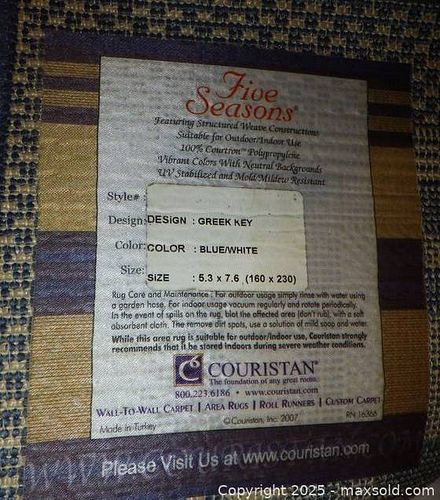 Five
Seasons®
Featuring Structured Weave Constructions
Suitable for Outdoor/Indoor Use
100% Courtron™ Polypropylene
Vibrant Colors With Neutral Backgrounds
UV Stabilized and Mold/Mildew Resistant
Style# :
Design: DESIGN : GREEK KEY
Color: COLOR : BLUE/WHITE
Size: SIZE : 5.3 x 7.6 (160 x 230)
Rug Care and Maintenance : For outdoor usage simply rinse with water using
a garden hose. For indoor usage vacuum regularly and rotate periodically.
In the event of spills on the rug, blot the affected area (don't rub), with a soft
absorbent cloth. The remove dirt spots, use a solution of mild soap and water.
While this area rug is suitable for outdoor/indoor use, Couristan strongly
recommends that it be stored indoors during severe weather conditions.
COURISTAN®
The foundation of any great room.
800.223.6186 • www.couristan.com
WALL-TO-WALL CARPET | AREA RUGS | ROLL RUNNERS | CUSTOM CARPET
Made in Turkey ©Couristan, Inc. 2007 RN 16366
Please Visit Us at www.couristan.com
Copyright © 2025 - maxsold.com